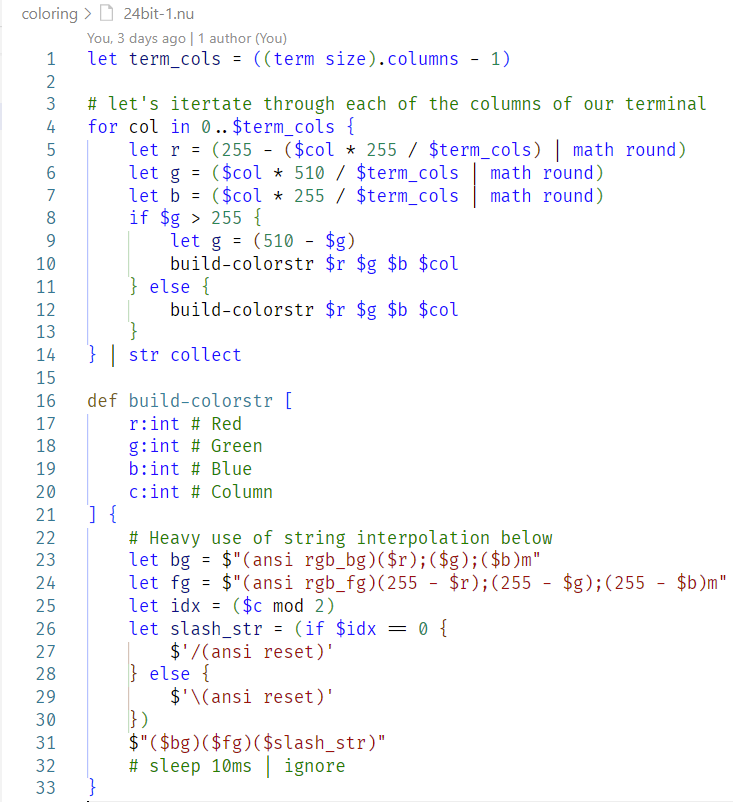 coloring > 24bit-1.nu
You, 3 days ago | 1 author (You)
1 let term_cols = ((term size).columns - 1)
2
3 # let's itertate through each of the columns of our terminal
4 for col in 0..$term_cols {
5     let r = (255 - ($col * 255 / $term_cols) | math round)
6     let g = ($col * 510 / $term_cols | math round)
7     let b = ($col * 255 / $term_cols | math round)
8     if $g > 255 {
9         let g = (510 - $g)
10         build-colorstr $r $g $b $col
11     } else {
12         build-colorstr $r $g $b $col
13     }
14 } | str collect
15
16 def build-colorstr [
17     r:int # Red
18     g:int # Green
19     b:int # Blue
20     c:int # Column
21 ] {
22     # Heavy use of string interpolation below
23     let bg = $"(ansi rgb_bg)($r);($g);($b)m"
24     let fg = $"(ansi rgb_fg)(255 - $r);(255 - $g);(255 - $b)m"
25     let idx = ($c mod 2)
26     let slash_str = (if $idx == 0 {
27         $'/(ansi reset)'
28     } else {
29         $'\(ansi reset)'
30     })
31     $"($bg)($fg)($slash_str)"
32     # sleep 10ms | ignore
33 }